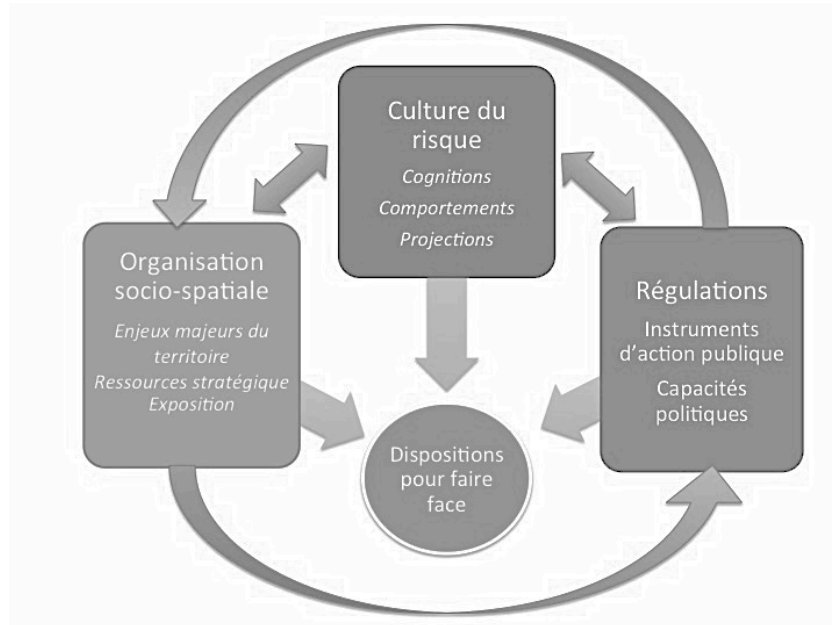 Culture du
risque
Cognitions
Comportements
Projections
Organisation
socio-spatiale
Enjeux majeurs du
territoire
Ressources stratégique
Exposition
Régulations
Instruments
d'action publique
Capacités
politiques
Dispositions
pour faire
face